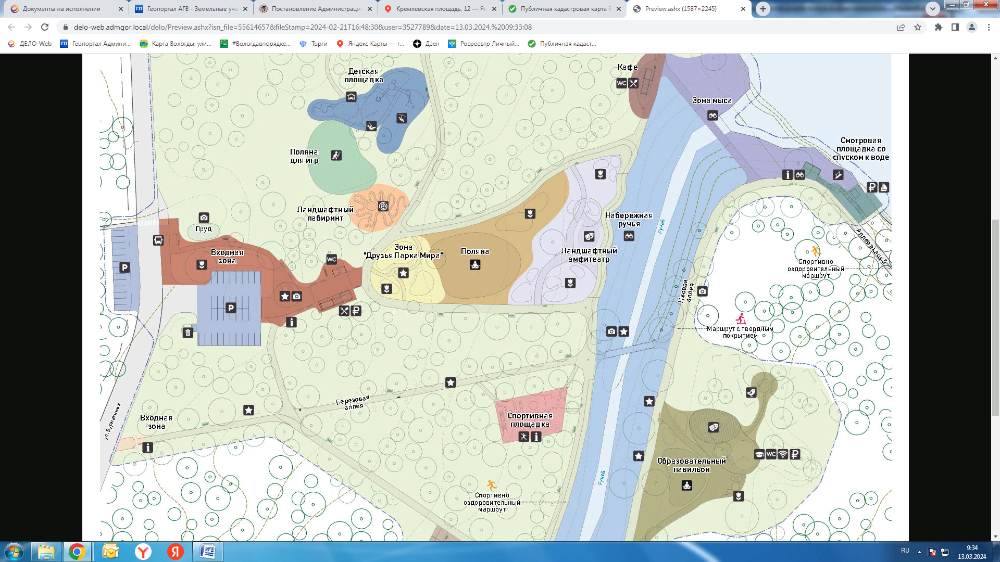 Документы на исполнении
Геопортал АГВ - Земельные уча
Постановление Администраци
Кремлёвская площадь, 12 — Ян
Публичная кадастровая карта В
Preview.ashx (1587×2245)
delo-web.admgor.local/delo/Preview.ashx?isn_file=55614657&fileStamp=2024-02-21T16:48:30&user=3527789&date=13.03.2024,%2009:33:08
ДЕЛО-Web
Геопортал Админи...
Карта Вологды: ули...
#Вологдавпорядке...
Торги
Яндекс Карты — т...
Дзен
Росреевтр Личный...
Публичная кадаст...
Детская
площадка
Кафе
WC
Зона мыса
Смотровая
площадка со
спуском к воде
Поляна
для игр
Ландшафтный
лабиринт
Пруд
Входная
зона
P
P
WC
Зона
"Друзья Парка Мира"
Поляна
Ландшафтный
амфитеатр
Набережная
ручья
Ручей
Ивовая
аллея
Аллея акаций
Спортивно
оздоровительный
маршрут
Маршрут с твердным
покрытием
Березовая
аллея
Входная
зона
ул. Бурмагиных
Спортивная
площадка
Образовательный
павильон
WC
Спортивно
оздоровительный
маршрут
Ручей
RU
9:34
13.03.2024